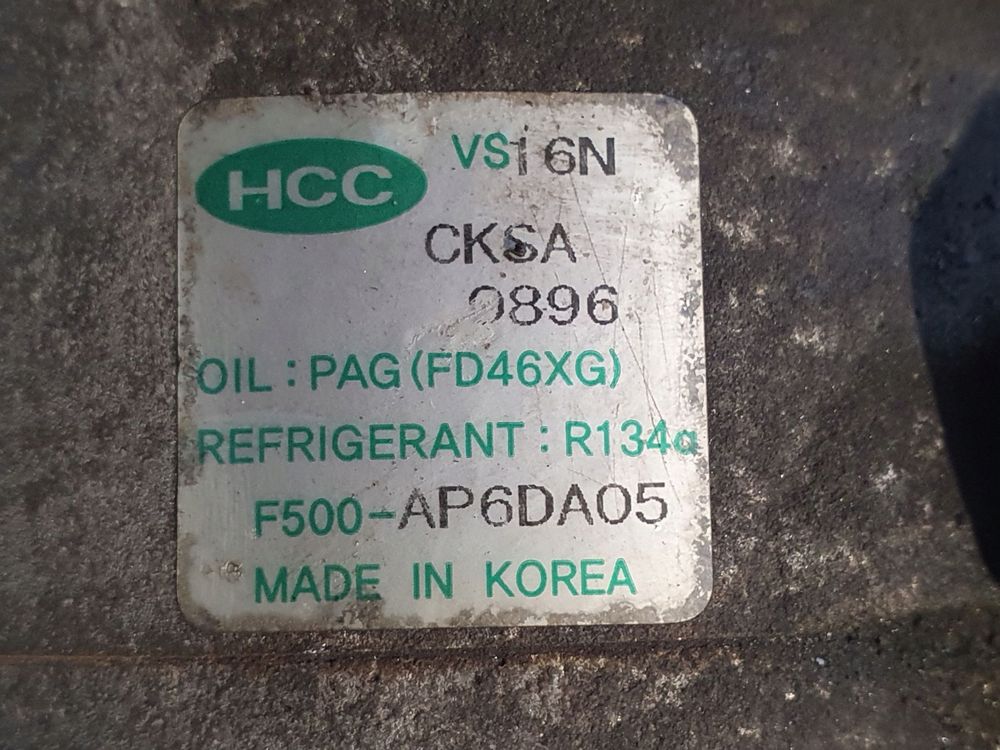 HCC VS16N
CKSA
0896
OIL : PAG (FD46XG)
REFRIGERANT : R134a
F500-AP6DA05
MADE IN KOREA